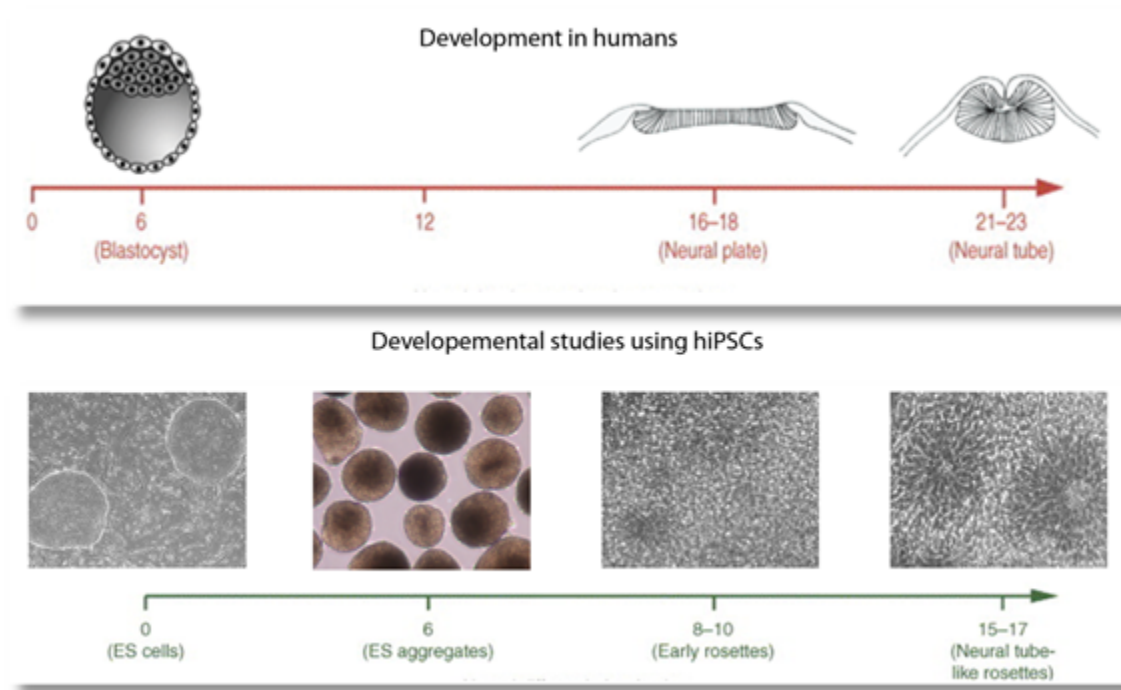 Development in humans
0
6
12
16–18
21–23
(Blastocyst)
(Neural plate)
(Neural tube)
Developemental studies using hiPSCs
0
6
8–10
15–17
(ES cells)
(ES aggregates)
(Early rosettes)
(Neural tube-
like rosettes)